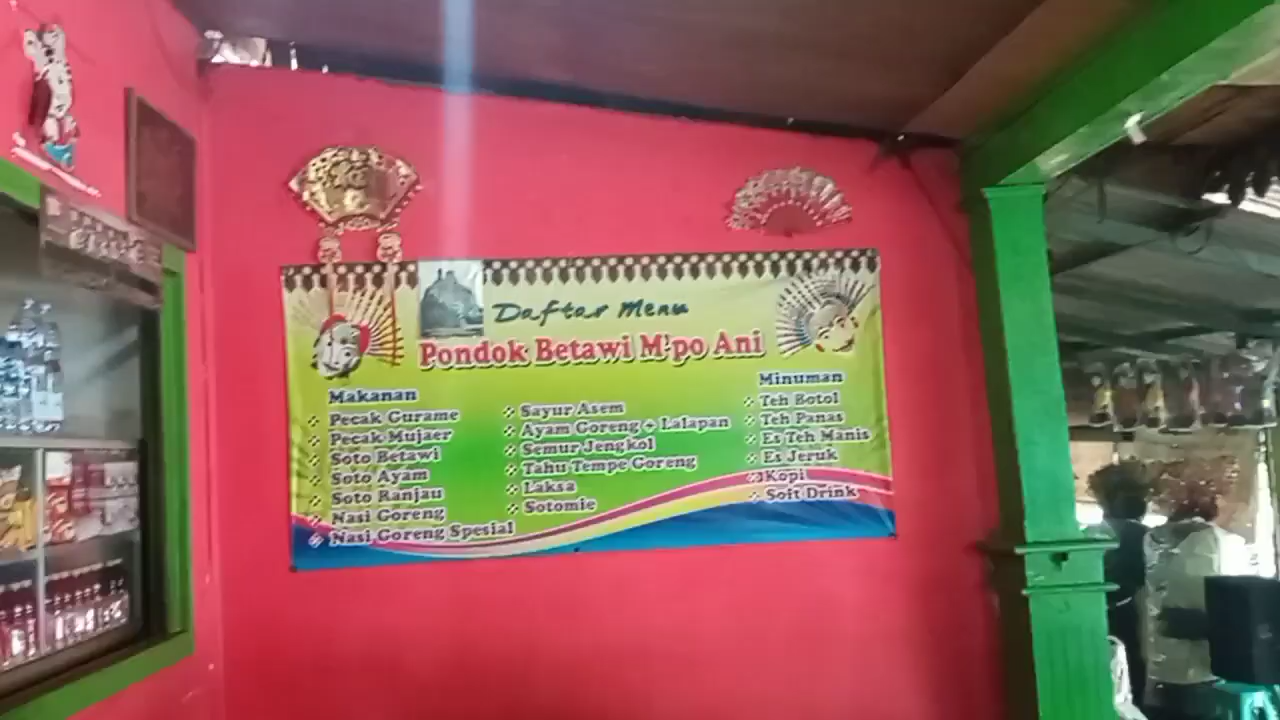 Daftar Menu
Pondok Betawi M'po Ani
Makanan
Pecak Gurame
Pecak Mujaer
Soto Betawi
Soto Ayam
Soto Ranjau
Nasi Goreng
Nasi Goreng Spesial
Sayur Asem
Ayam Goreng + Lalapan
Semur Jengkol
Tahu Tempe Goreng
Laksa
Sotomie
Minuman
Teh Botol
Teh Panas
Es Teh Manis
Es Jeruk
Kopi
Soft Drink